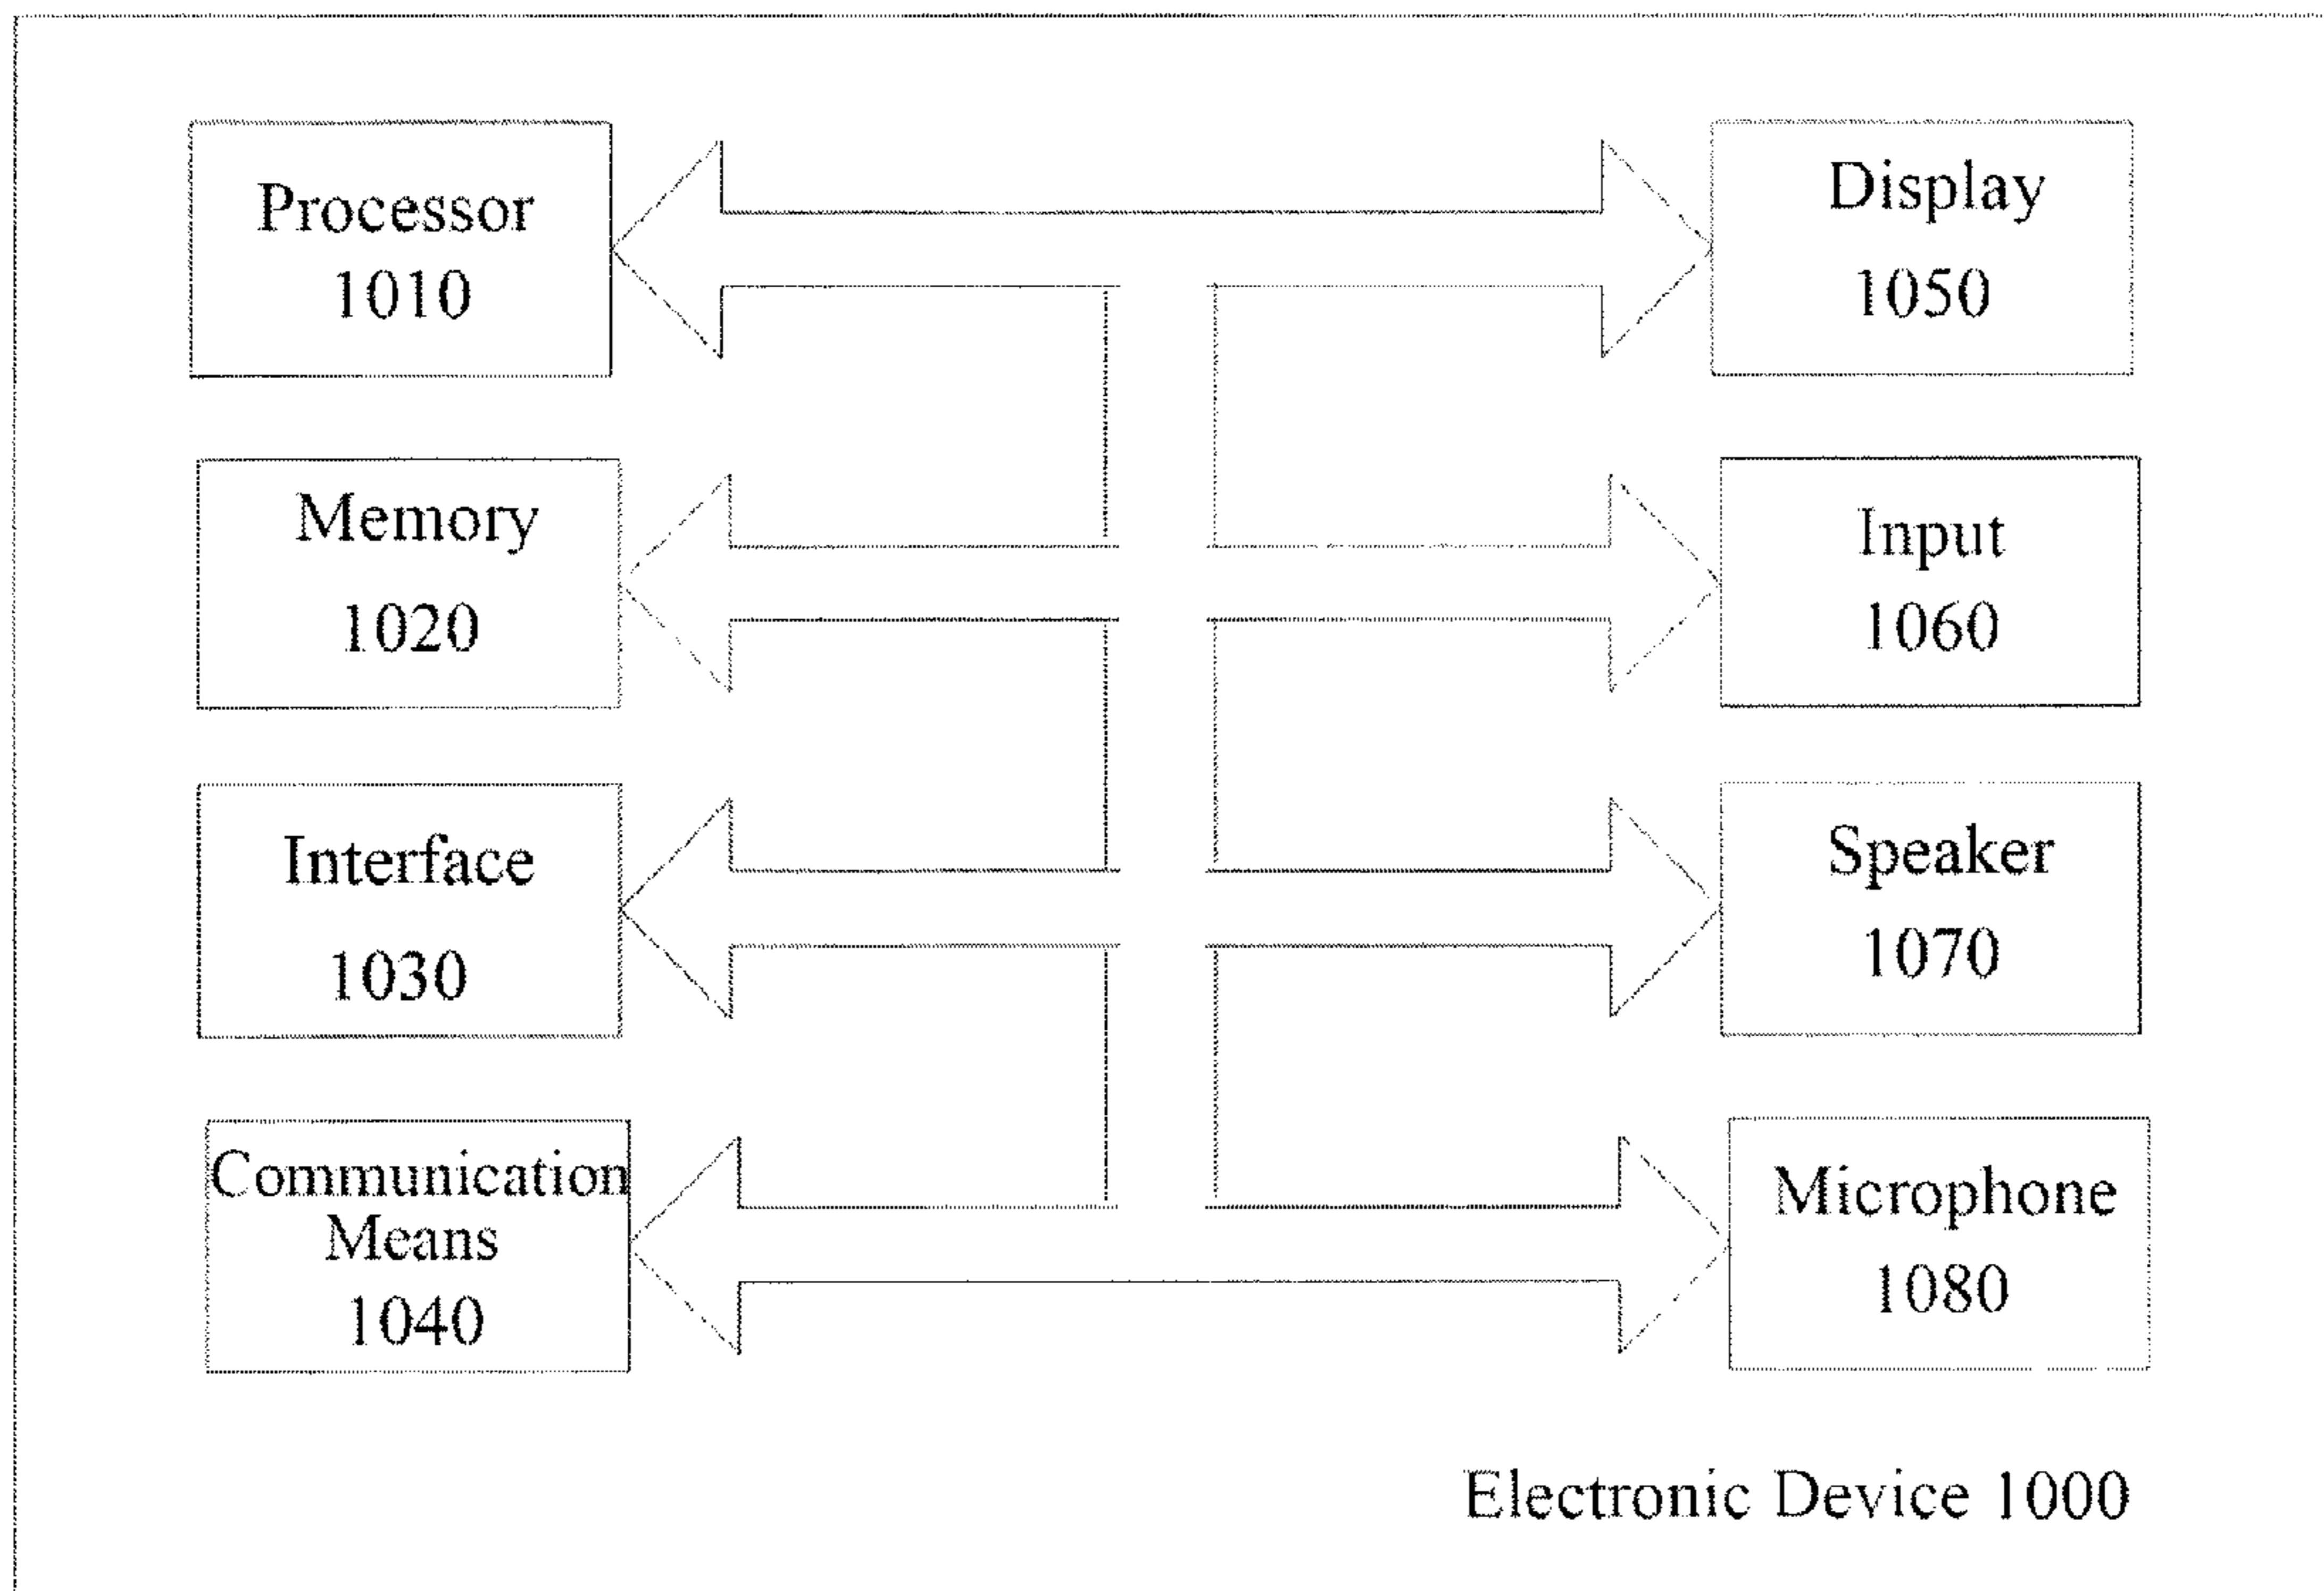 Processor
1010
Display
1050
Memory
1020
Input
1060
Interface
1030
Speaker
1070
Communication
Means
1040
Microphone
1080
Electronic Device 1000